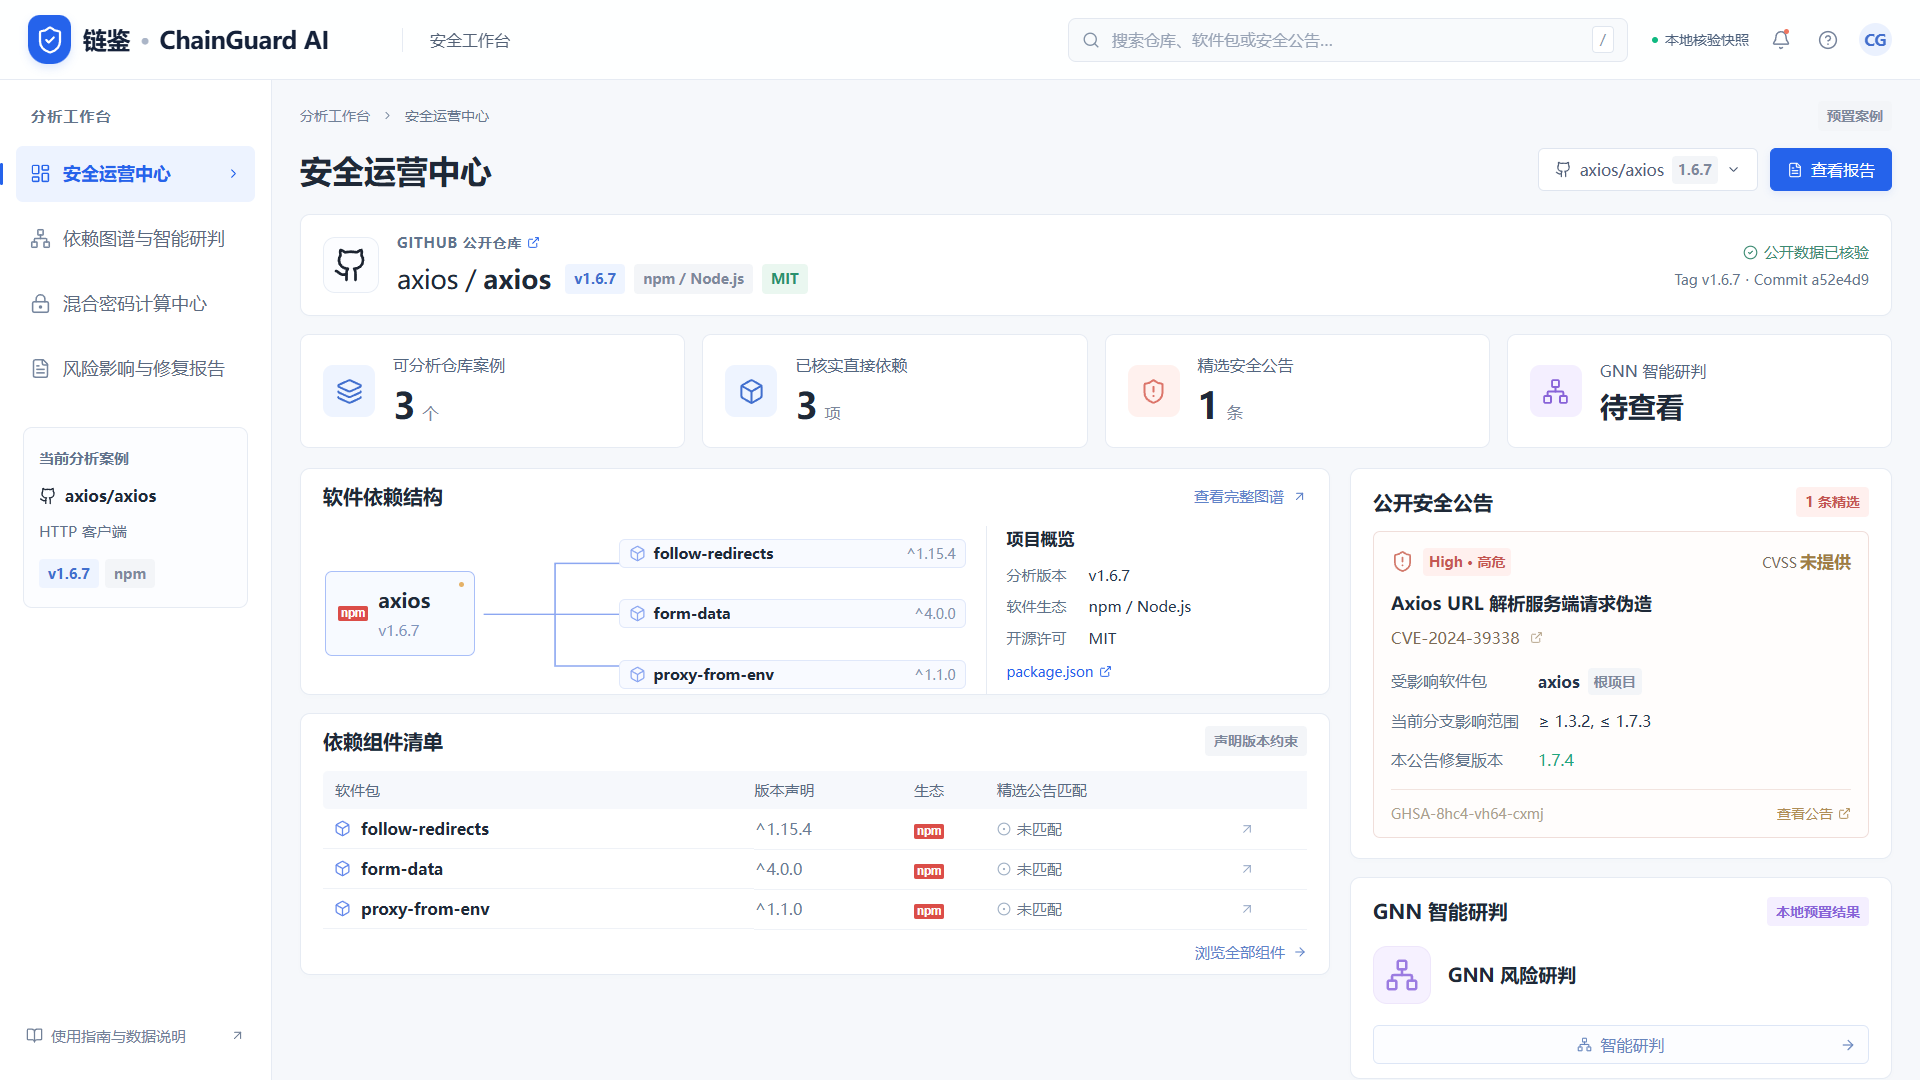 链鉴 • ChainGuard AI
安全工作台
搜索仓库、软件包或安全公告...
/
本地核验快照
CG
分析工作台
安全运营中心
依赖图谱与智能研判
混合密码计算中心
风险影响与修复报告
当前分析案例
axios/axios
HTTP 客户端
v1.6.7 npm
使用指南与数据说明
分析工作台 › 安全运营中心
预置案例
安全运营中心
axios/axios 1.6.7
查看报告
GITHUB 公开仓库
axios / axios v1.6.7 npm / Node.js MIT
公开数据已核验
Tag v1.6.7 · Commit a52e4d9
可分析仓库案例
3 个
已核实直接依赖
3 项
精选安全公告
1 条
GNN 智能研判
待查看
软件依赖结构
查看完整图谱
npm axios
v1.6.7
follow-redirects ^1.15.4
form-data ^4.0.0
proxy-from-env ^1.1.0
项目概览
分析版本 v1.6.7
软件生态 npm / Node.js
开源许可 MIT
package.json
依赖组件清单
声明版本约束
软件包 版本声明 生态 精选公告匹配
follow-redirects ^1.15.4 npm 未匹配
form-data ^4.0.0 npm 未匹配
proxy-from-env ^1.1.0 npm 未匹配
浏览全部组件
公开安全公告
1 条精选
High • 高危
CVSS 未提供
Axios URL 解析服务端请求伪造
CVE-2024-39338
受影响软件包 axios 根项目
当前分支影响范围 ≥ 1.3.2, ≤ 1.7.3
本公告修复版本 1.7.4
GHSA-8hc4-vh64-cxmj
查看公告
GNN 智能研判
本地预置结果
GNN 风险研判
智能研判